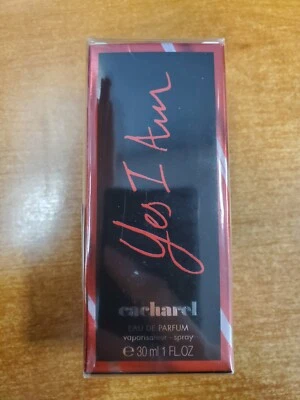 Yes I Am
cacharel
EAU DE PARFUM
vaporisateur - spray
℮ 30 ml 1 FL.OZ